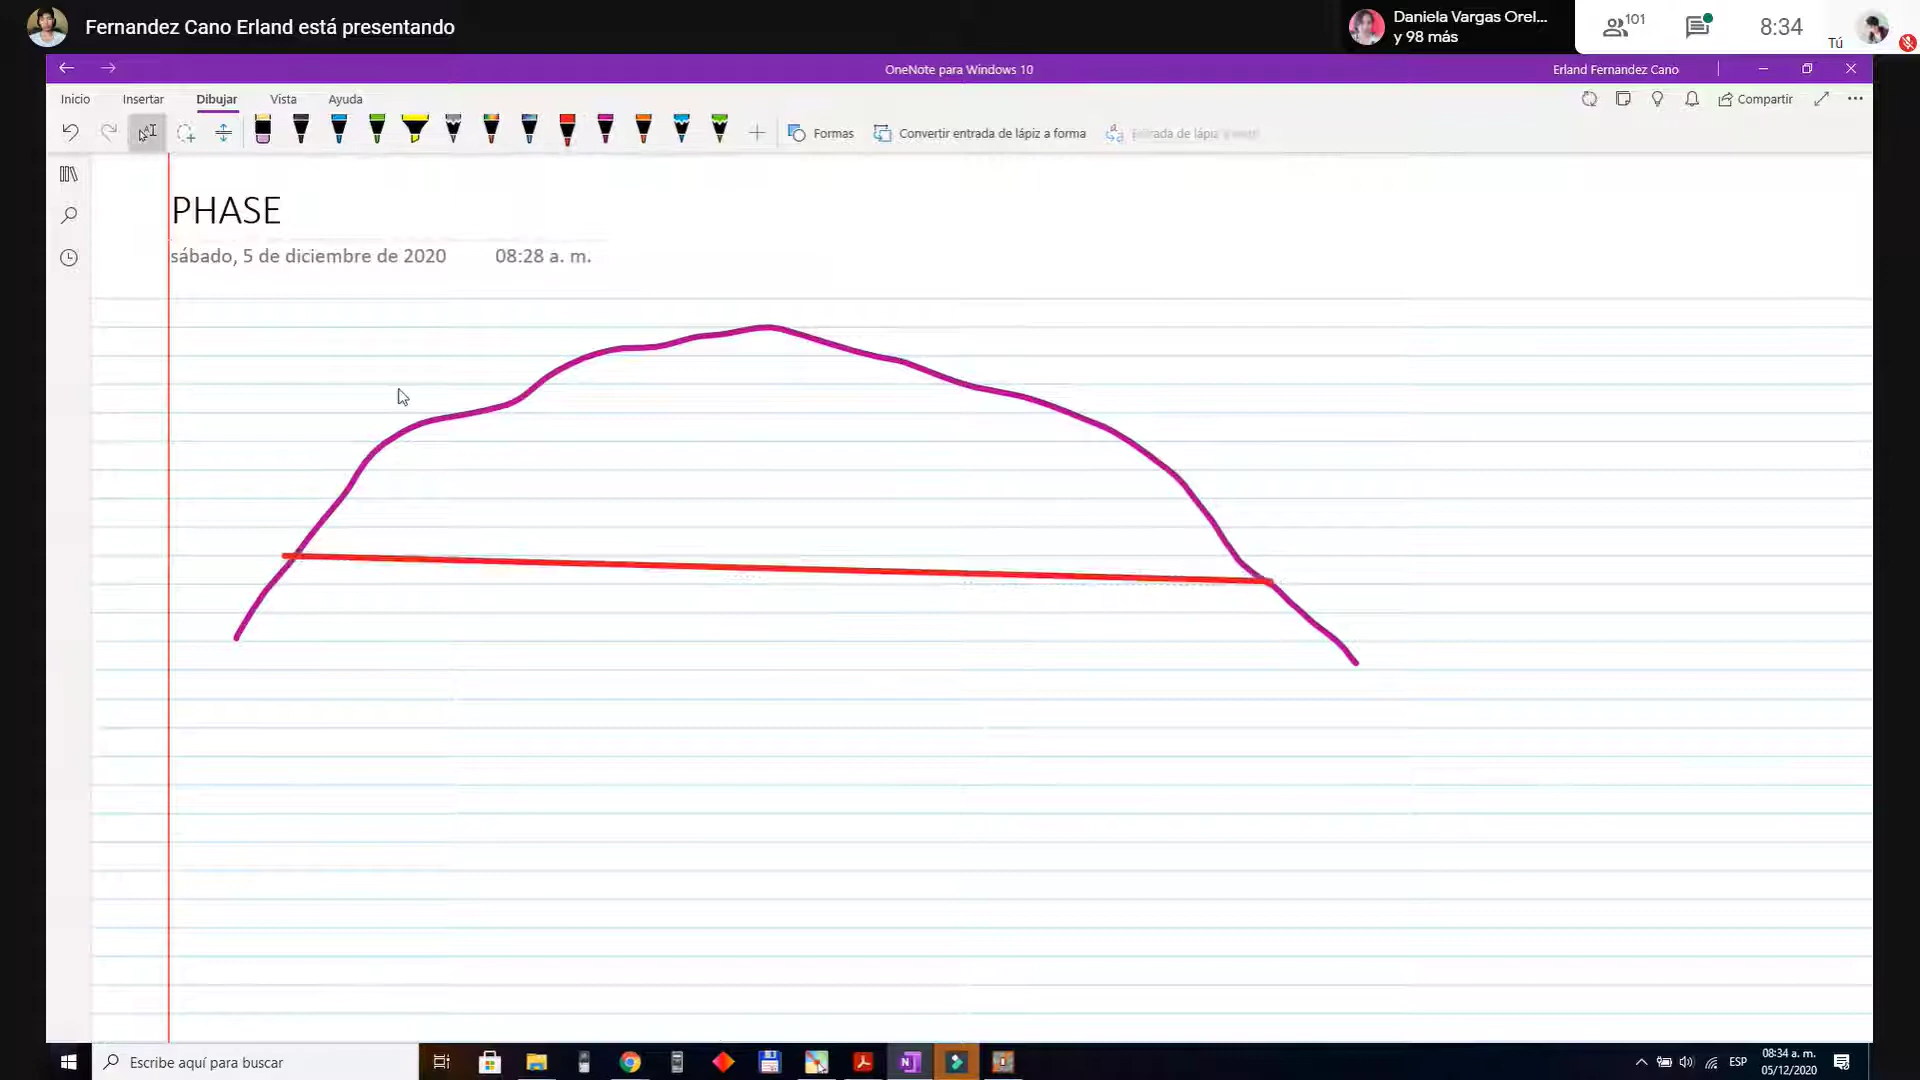 Fernandez Cano Erland está presentando
Daniela Vargas Orel...
y 98 más
101
8:34
Tú
OneNote para Windows 10
Erland Fernandez Cano
Inicio Insertar Dibujar Vista Ayuda
Compartir
Formas
Convertir entrada de lápiz a forma
PHASE
sábado, 5 de diciembre de 2020 08:28 a. m.
Escribe aquí para buscar
ESP
08:34 a. m.
05/12/2020